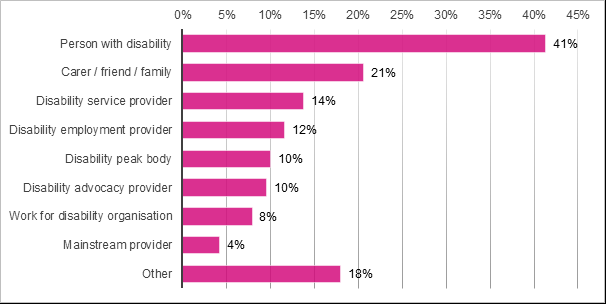 0% 5% 10% 15% 20% 25% 30% 35% 40% 45%
Person with disability 41%
Carer / friend / family 21%
Disability service provider 14%
Disability employment provider 12%
Disability peak body 10%
Disability advocacy provider 10%
Work for disability organisation 8%
Mainstream provider 4%
Other 18%